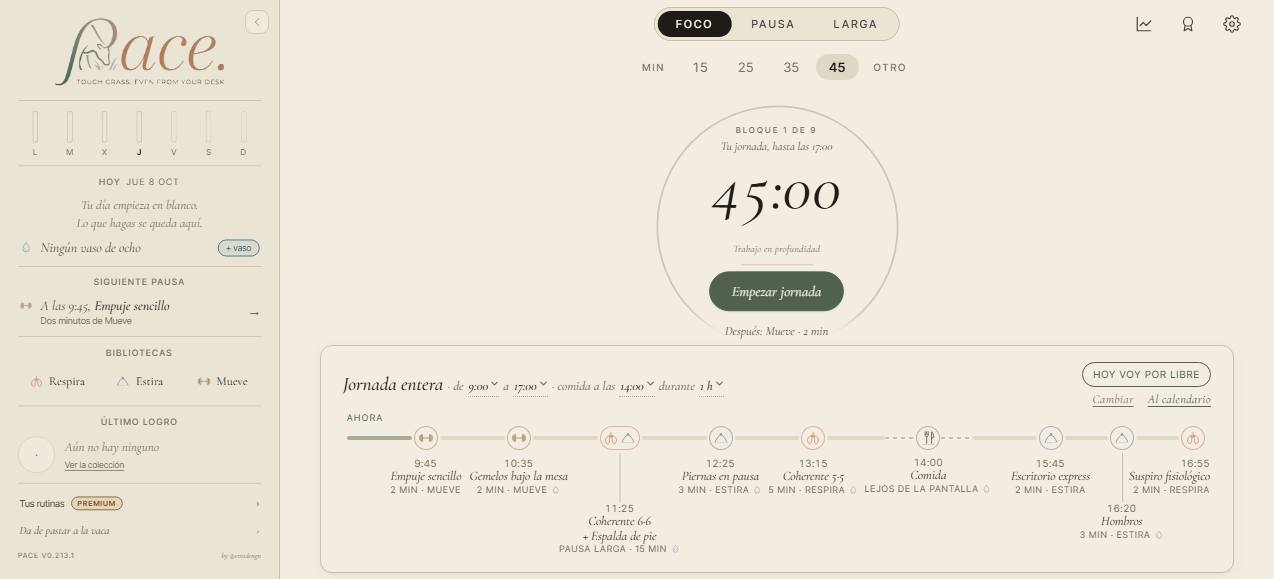 Pace.
TOUCH GRASS, EVEN FROM YOUR DESK
L M X J V S D
HOY JUE 8 OCT
Tu día empieza en blanco.
Lo que hagas se queda aquí.
Ningún vaso de ocho
+ vaso
SIGUIENTE PAUSA
A las 9:45, Empuje sencillo
Dos minutos de Mueve
→
BIBLIOTECAS
Respira Estira Mueve
ÚLTIMO LOGRO
Aún no hay ninguno
Ver la colección
Tus rutinas PREMIUM ›
Da de pastar a la vaca ›
PACE V0.213.1
FOCO PAUSA LARGA
MIN 15 25 35 45 OTRO
BLOQUE 1 DE 9
Tu jornada, hasta las 17:00
45:00
Trabajo en profundidad
Empezar jornada
Después: Mueve · 2 min
Jornada entera · de 9:00 a 17:00 · comida a las 14:00 durante 1 h
HOY VOY POR LIBRE
Cambiar Al calendario
AHORA
9:45
Empuje sencillo
2 MIN · MUEVE
10:35
Gemelos bajo la mesa
2 MIN · MUEVE
11:25
Coherente 6-6
+ Espalda de pie
PAUSA LARGA · 15 MIN
12:25
Piernas en pausa
3 MIN · ESTIRA
13:15
Coherente 5-5
5 MIN · RESPIRA
14:00
Comida
LEJOS DE LA PANTALLA
15:45
Escritorio express
2 MIN · ESTIRA
16:20
Hombros
3 MIN · ESTIRA
16:55
Suspiro fisiológico
2 MIN · RESPIRA